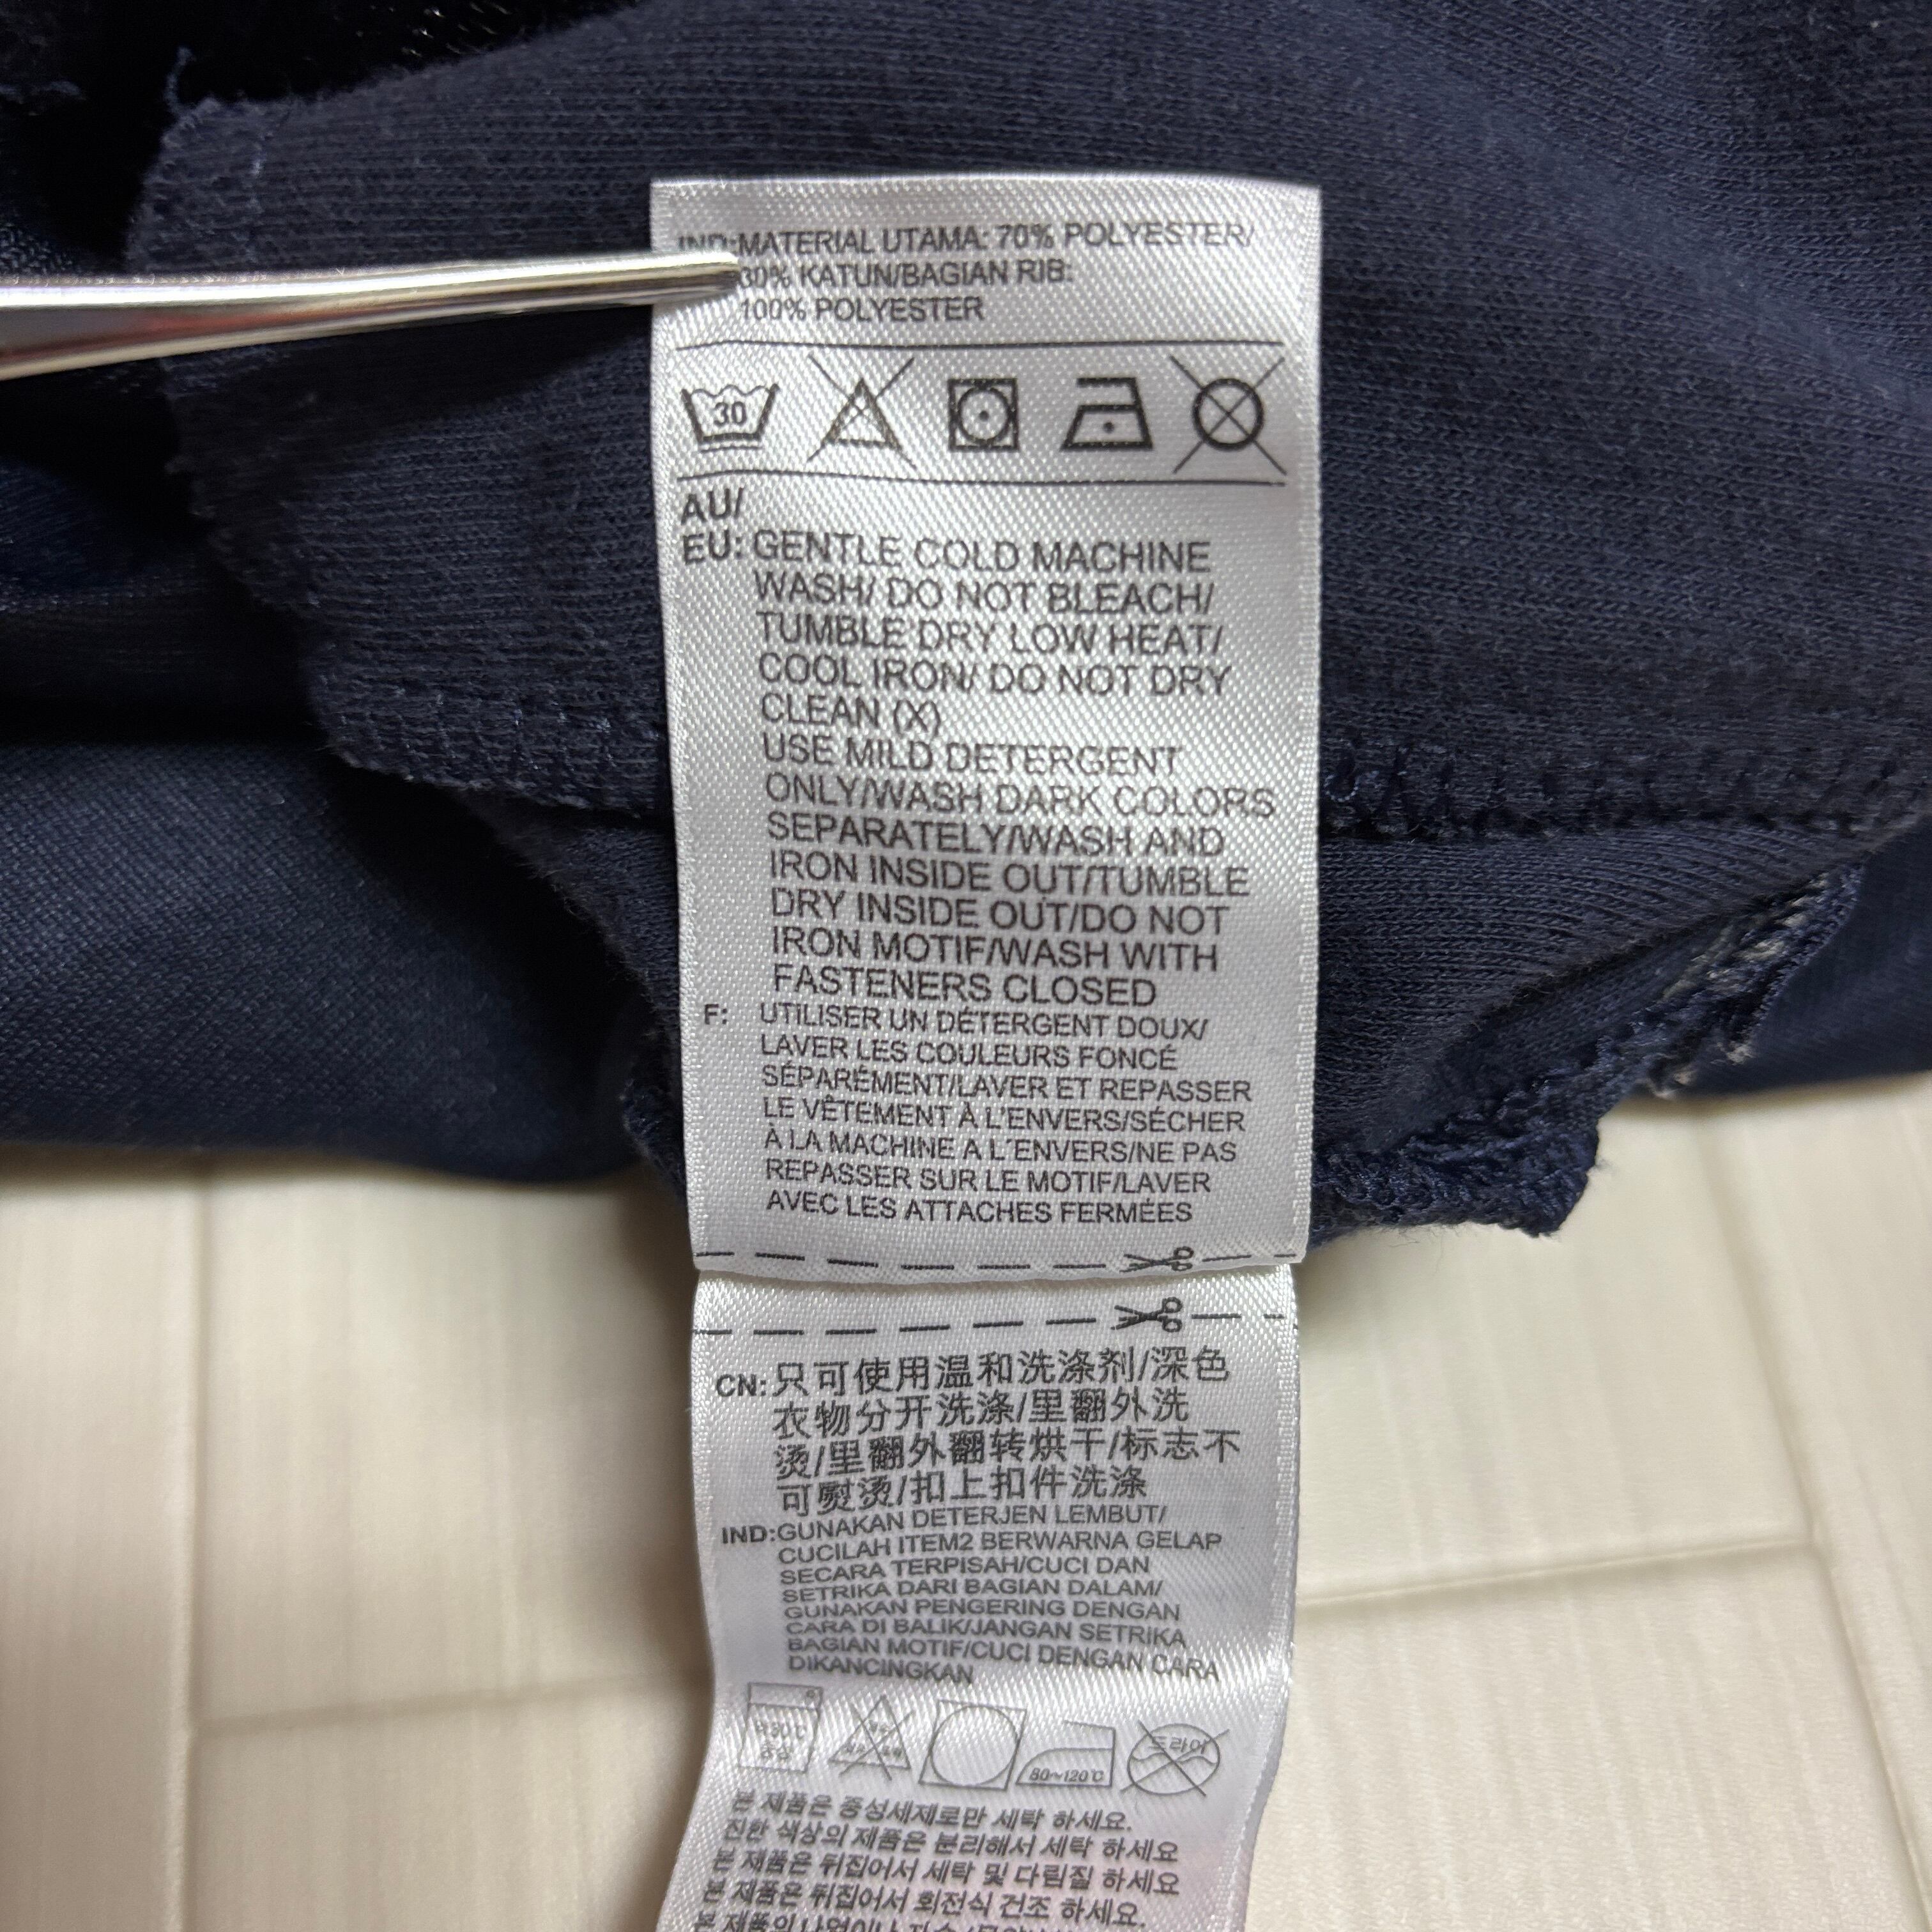 IND:MATERIAL UTAMA: 70% POLYESTER/
30% KATUN/BAGIAN RIB:
100% POLYESTER
30
AU/
EU: GENTLE COLD MACHINE
WASH/ DO NOT BLEACH/
TUMBLE DRY LOW HEAT/
COOL IRON/ DO NOT DRY
CLEAN (X)
USE MILD DETERGENT
ONLY/WASH DARK COLORS
SEPARATELY/WASH AND
IRON INSIDE OUT/TUMBLE
DRY INSIDE OUT/DO NOT
IRON MOTIF/WASH WITH
FASTENERS CLOSED
F: UTILISER UN DÉTERGENT DOUX/
LAVER LES COULEURS FONCÉ
SÉPARÉMENT/LAVER ET REPASSER
LE VÊTEMENT À L'ENVERS/SÉCHER
À LA MACHINE A L'ENVERS/NE PAS
REPASSER SUR LE MOTIF/LAVER
AVEC LES ATTACHES FERMÉES
CN: 只可使用温和洗涤剂/深色
衣物分开洗涤/里翻外洗
烫/里翻外翻转烘干/标志不
可熨烫/扣上扣件洗涤
IND:GUNAKAN DETERJEN LEMBUT/
CUCILAH ITEM2 BERWARNA GELAP
SECARA TERPISAH/CUCI DAN
SETRIKA DARI BAGIAN DALAM/
GUNAKAN PENGERING DENGAN
CARA DI BALIK/JANGAN SETRIKA
BAGIAN MOTIF/CUCI DENGAN CARA
DIKANCINGKAN
중성 80~120℃ 드라이
본 제품은 중성세제로만 세탁 하세요.
진한 색상의 제품은 분리해서 세탁 하세요
본 제품은 뒤집어서 세탁 및 다림질 하세요
본 제품은 뒤집어서 회전식 건조 하세요.
본 제품의